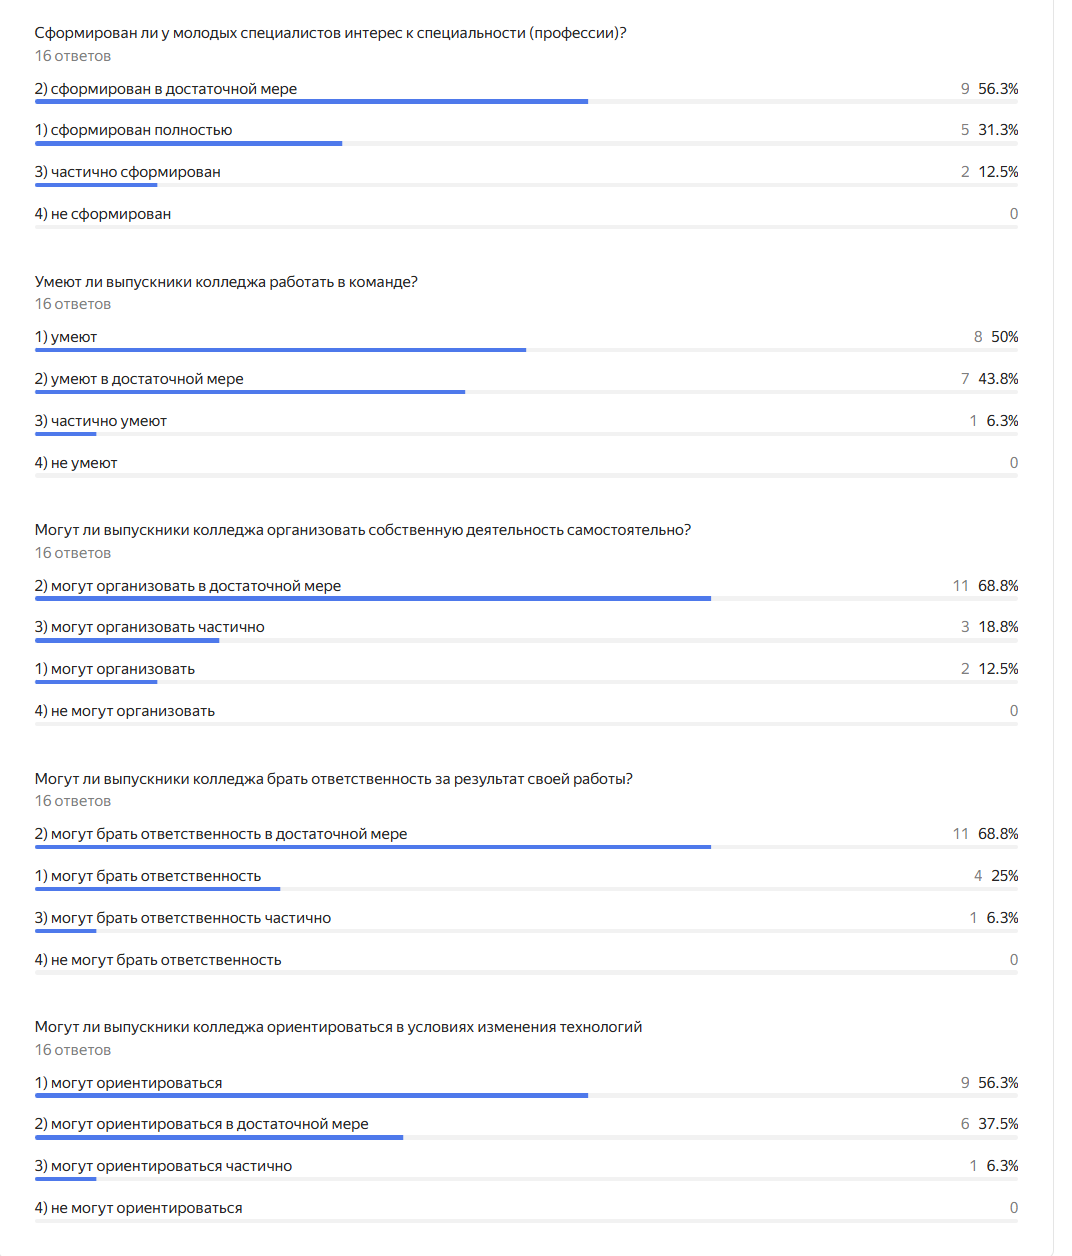 Сформирован ли у молодых специалистов интерес к специальности (профессии)?
16 ответов
2) сформирован в достаточной мере 9 56.3%
1) сформирован полностью 5 31.3%
3) частично сформирован 2 12.5%
4) не сформирован 0
Умеют ли выпускники колледжа работать в команде?
16 ответов
1) умеют 8 50%
2) умеют в достаточной мере 7 43.8%
3) частично умеют 1 6.3%
4) не умеют 0
Могут ли выпускники колледжа организовать собственную деятельность самостоятельно?
16 ответов
2) могут организовать в достаточной мере 11 68.8%
3) могут организовать частично 3 18.8%
1) могут организовать 2 12.5%
4) не могут организовать 0
Могут ли выпускники колледжа брать ответственность за результат своей работы?
16 ответов
2) могут брать ответственность в достаточной мере 11 68.8%
1) могут брать ответственность 4 25%
3) могут брать ответственность частично 1 6.3%
4) не могут брать ответственность 0
Могут ли выпускники колледжа ориентироваться в условиях изменения технологий
16 ответов
1) могут ориентироваться 9 56.3%
2) могут ориентироваться в достаточной мере 6 37.5%
3) могут ориентироваться частично 1 6.3%
4) не могут ориентироваться 0